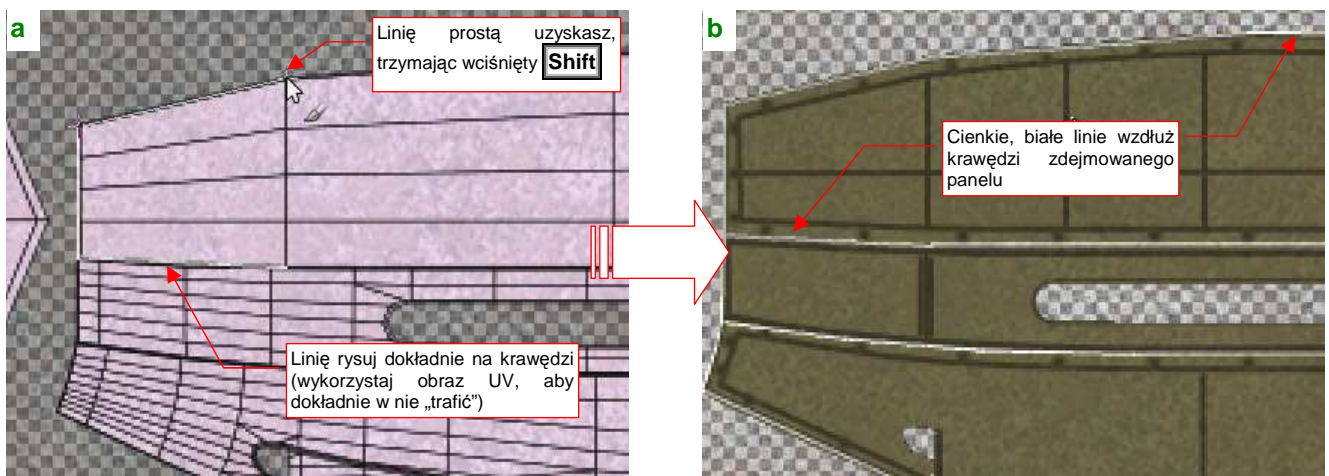 a
Linię prostą uzyskasz,
trzymając wciśnięty Shift
Linię rysuj dokładnie na krawędzi
(wykorzystaj obraz UV, aby
dokładnie w nie „trafić”)
b
Cienkie, białe linie wzdłuż
krawędzi zdejmowanego
panelu